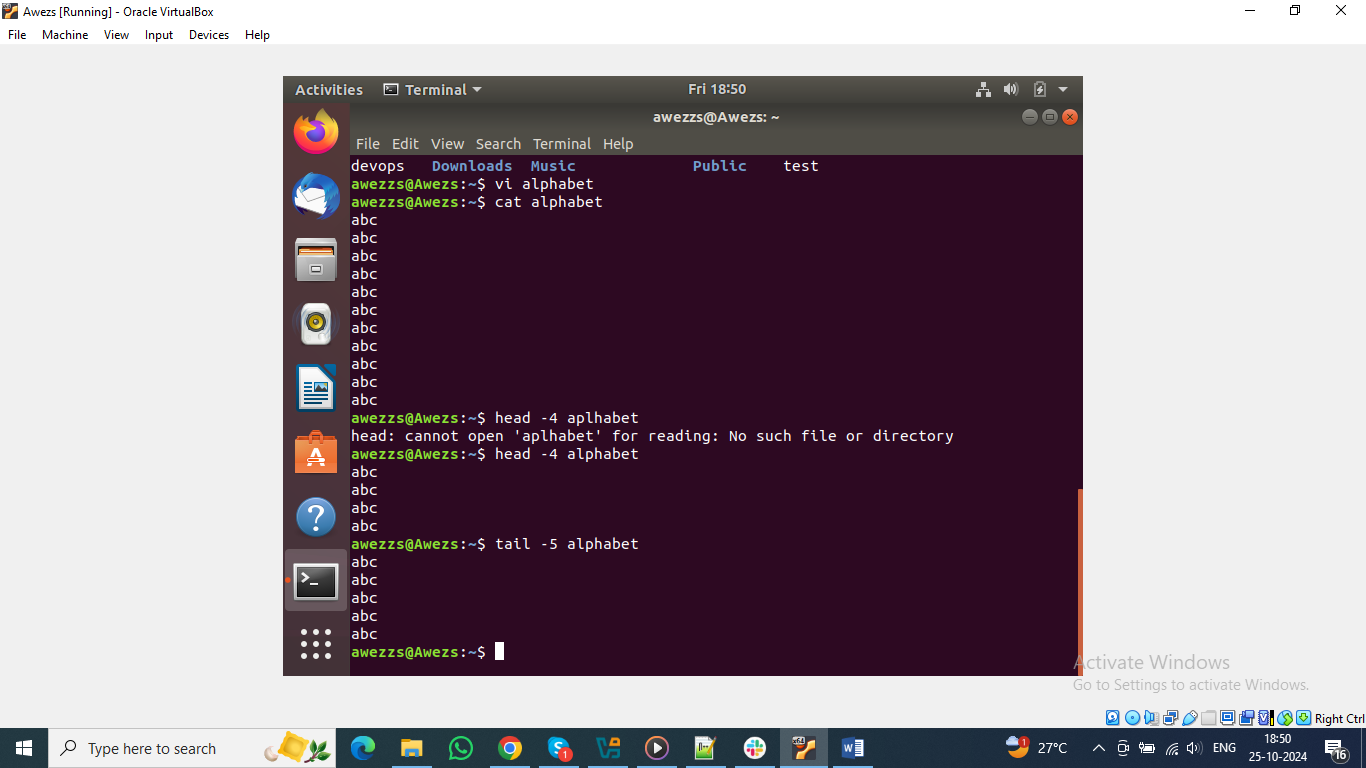 Awezs [Running] - Oracle VirtualBox
File Machine View Input Devices Help
Activities Terminal Fri 18:50
awezzs@Awezs: ~
File Edit View Search Terminal Help
devops Downloads Music Public test
awezzs@Awezs:~$ vi alphabet
awezzs@Awezs:~$ cat alphabet
abc
abc
abc
abc
abc
abc
abc
abc
abc
abc
abc
awezzs@Awezs:~$ head -4 aplhabet
head: cannot open 'aplhabet' for reading: No such file or directory
awezzs@Awezs:~$ head -4 alphabet
abc
abc
abc
abc
awezzs@Awezs:~$ tail -5 alphabet
abc
abc
abc
abc
abc
awezzs@Awezs:~$
Activate Windows
Go to Settings to activate Windows.
Right Ctrl
Type here to search 27°C ENG 18:50
25-10-2024
16